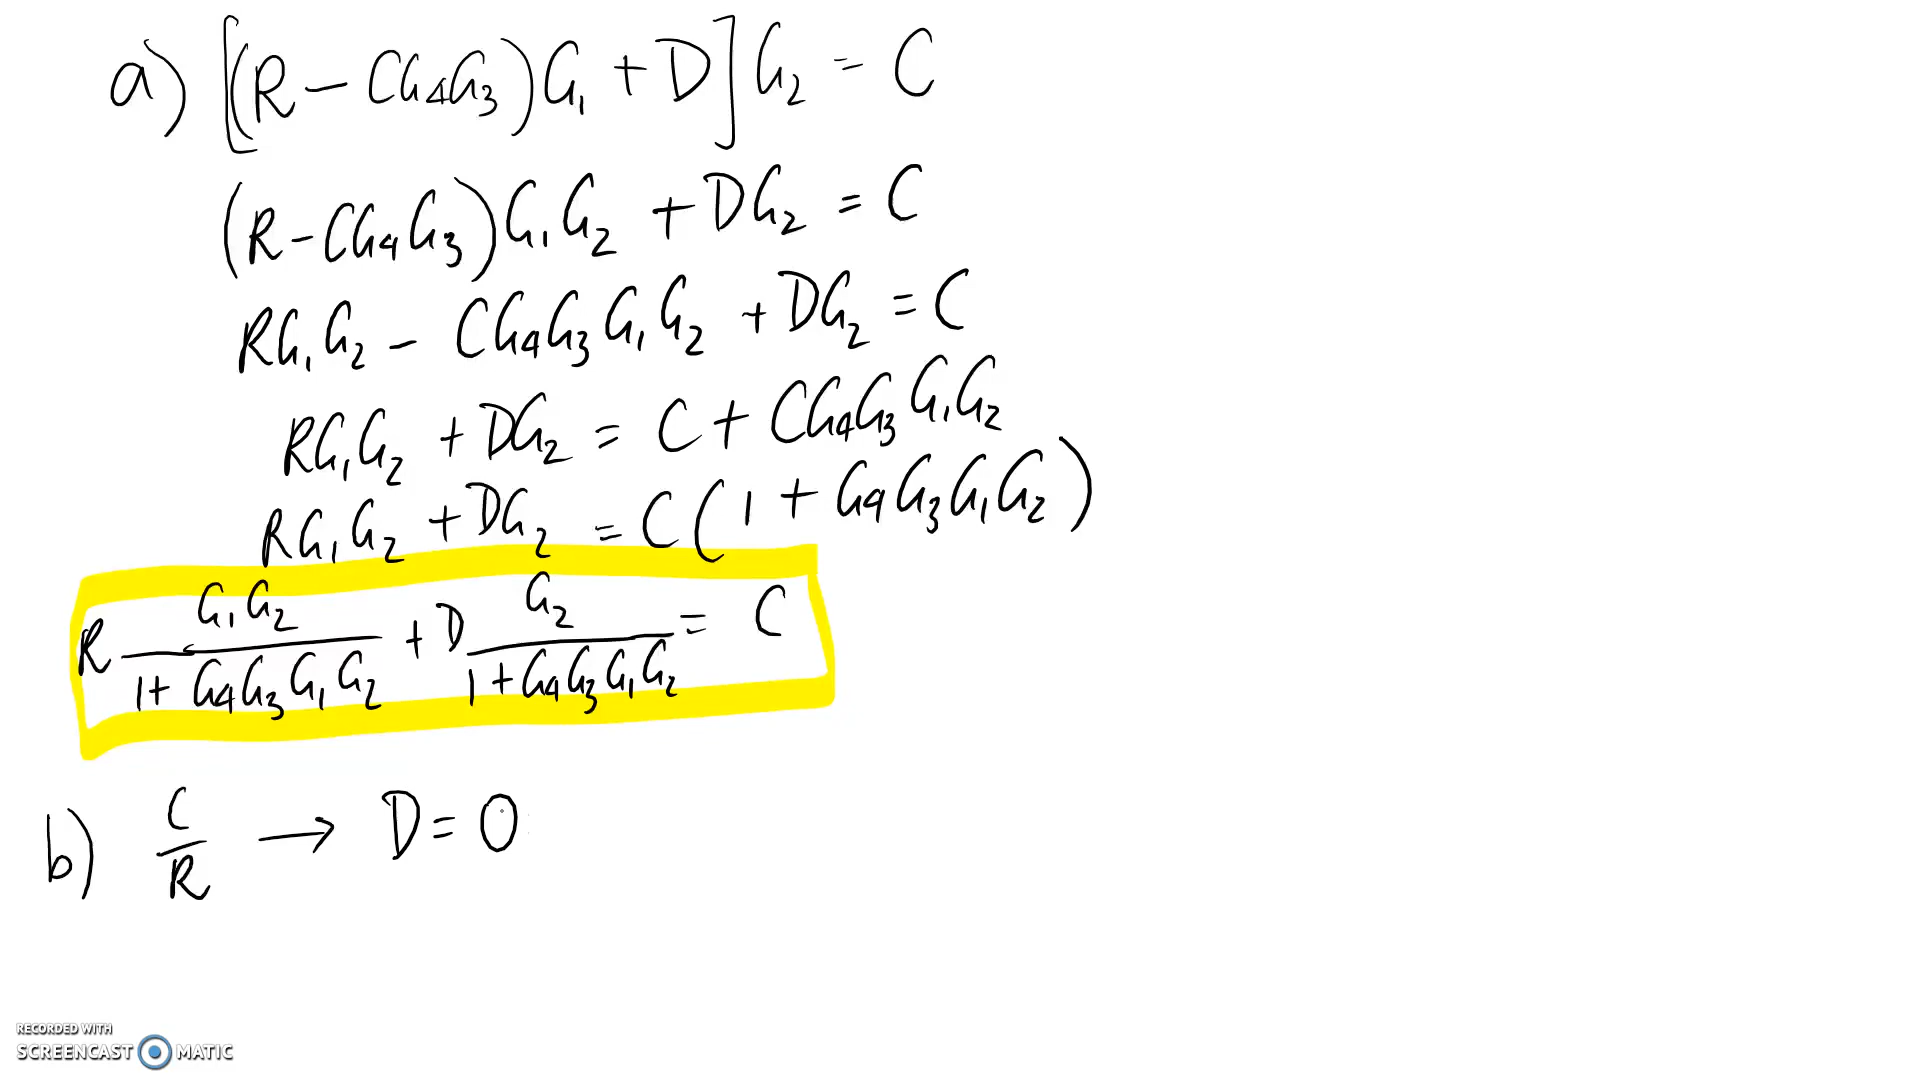 a) [(R - CG₄G₃)G₁ + D]G₂ = C
(R - CG₄G₃)G₁G₂ + DG₂ = C
RG₁G₂ - CG₄G₃G₁G₂ + DG₂ = C
RG₁G₂ + DG₂ = C + CG₄G₃G₁G₂
RG₁G₂ + DG₂ = C(1 + G₄G₃G₁G₂)
R G₁G₂/(1 + G₄G₃G₁G₂) + D G₂/(1 + G₄G₃G₁G₂) = C
b) C/R → D = 0
RECORDED WITH
SCREENCAST MATIC